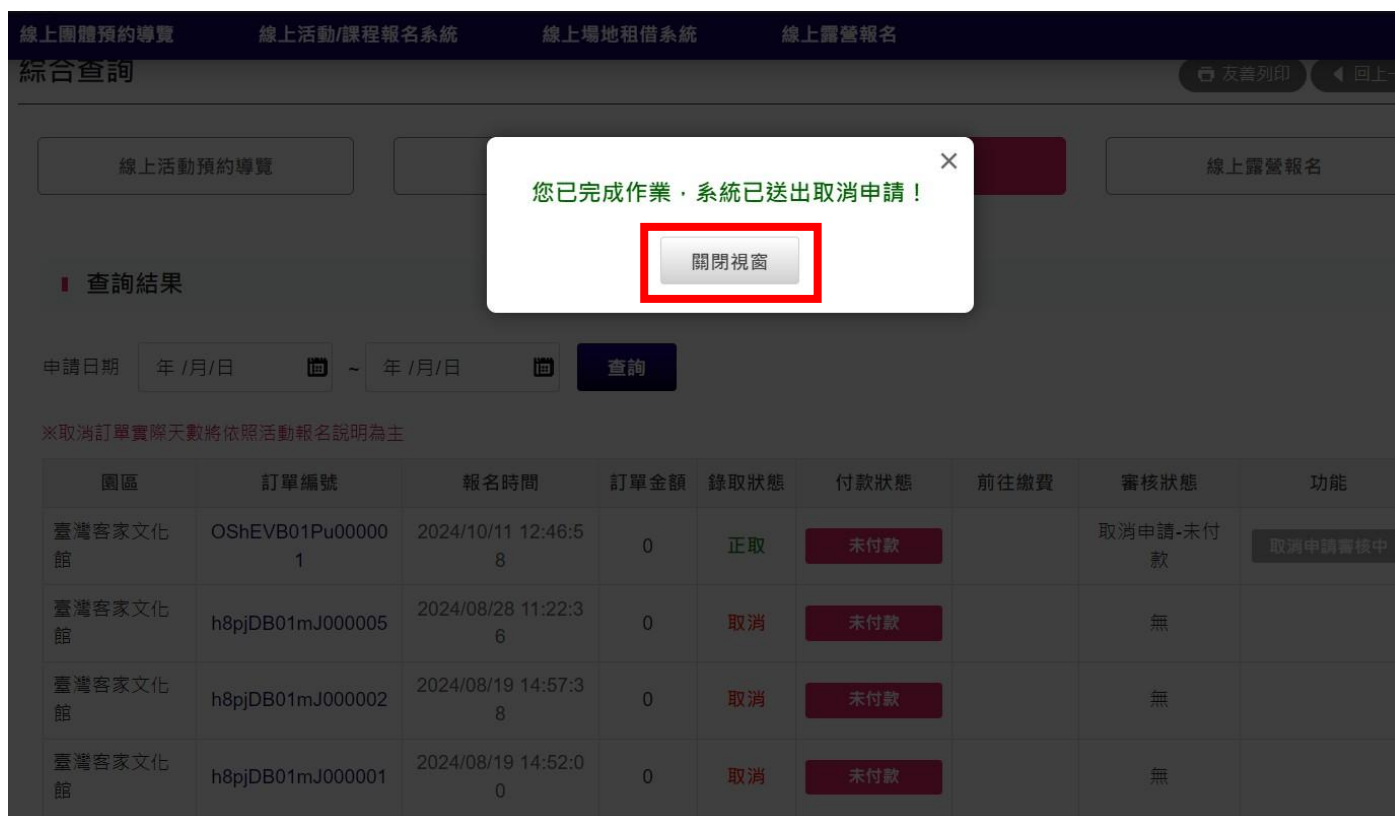 線上團體預約導覽 線上活動/課程報名系統 線上場地租借系統 線上露營報名
綜合查詢 友善列印 回上一
線上活動預約導覽 線上露營報名
×
您已完成作業，系統已送出取消申請！
關閉視窗
查詢結果
申請日期 年 /月/日 ~ 年 /月/日 查詢
※取消訂單實際天數將依照活動報名說明為主
園區 訂單編號 報名時間 訂單金額 錄取狀態 付款狀態 前往繳費 審核狀態 功能
臺灣客家文化 OShEVB01Pu00000 2024/10/11 12:46:5 0 正取 未付款 取消申請-未付 取消申請審核中
館 1 8 款
臺灣客家文化 h8pjDB01mJ000005 2024/08/28 11:22:3 0 取消 未付款 無
館 6
臺灣客家文化 h8pjDB01mJ000002 2024/08/19 14:57:3 0 取消 未付款 無
館 8
臺灣客家文化 h8pjDB01mJ000001 2024/08/19 14:52:0 0 取消 未付款 無
館 0